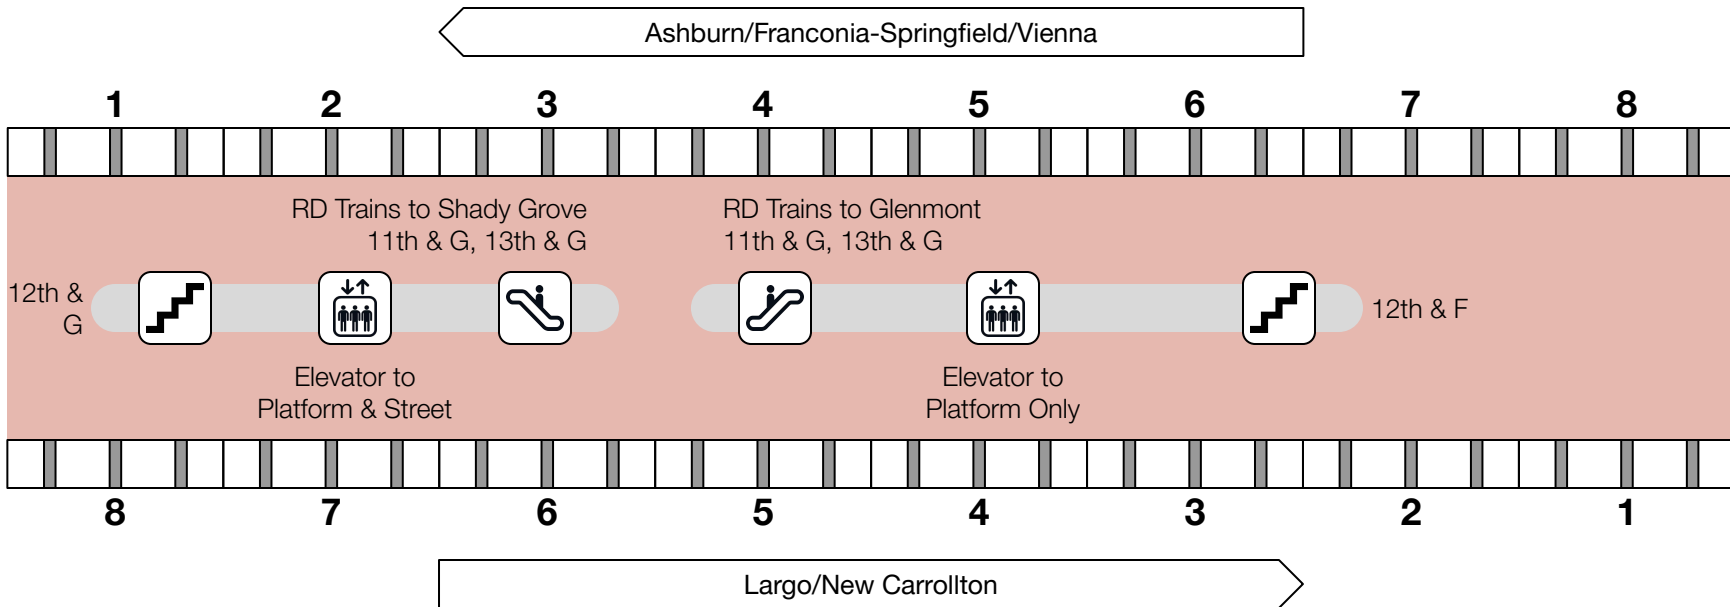 Ashburn/Franconia-Springfield/Vienna
1 2 3 4 5 6 7 8
RD Trains to Shady Grove
11th & G, 13th & G
RD Trains to Glenmont
11th & G, 13th & G
12th &
G
12th & F
Elevator to
Platform & Street
Elevator to
Platform Only
8 7 6 5 4 3 2 1
Largo/New Carrollton